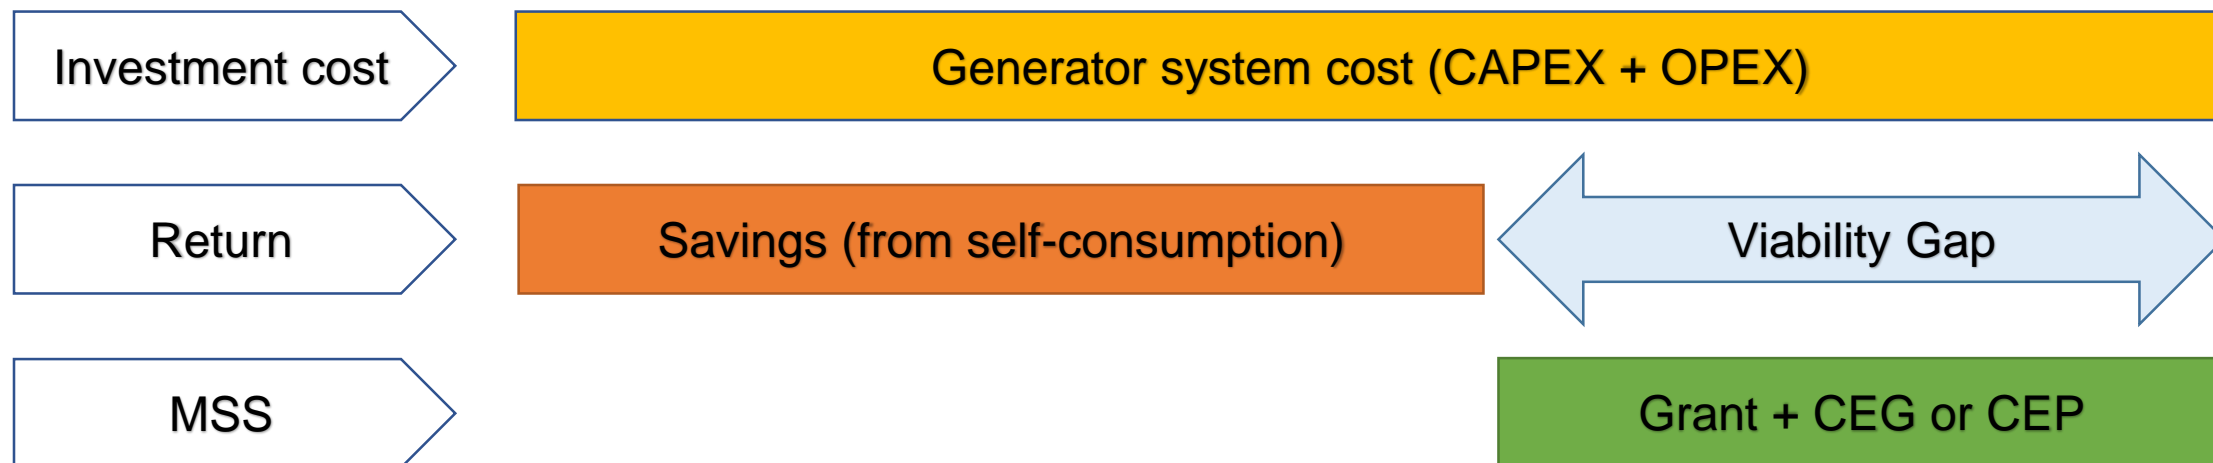 Investment cost
Generator system cost (CAPEX + OPEX)
Return
Savings (from self-consumption)
Viability Gap
MSS
Grant + CEG or CEP